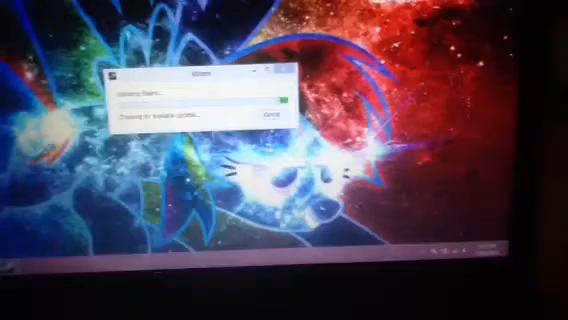 Steam
Updating Steam...
Checking for available updates...
Cancel